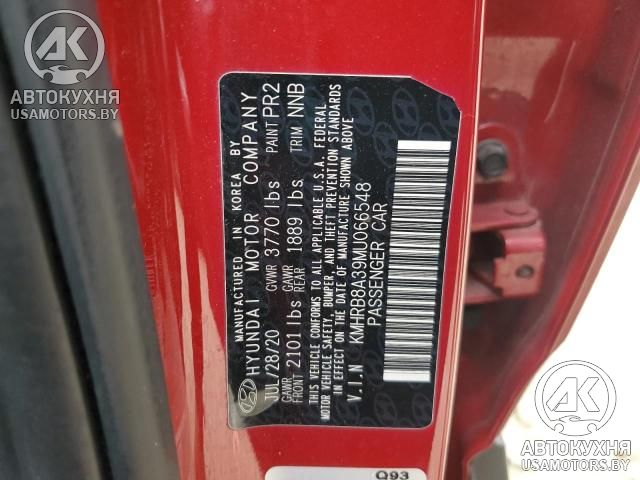 АК
АВТОКУХНЯ
USAMOTORS.BY
MANUFACTURED IN KOREA BY
HYUNDAI MOTOR COMPANY
JUL/28/20 GVWR 3770 lbs PAINT PR2
GAWR FRONT 2101 lbs GAWR REAR 1889 lbs TRIM NNB
THIS VEHICLE CONFORMS TO ALL APPLICABLE U.S.A. FEDERAL
MOTOR VEHICLE SAFETY, BUMPER, AND THEFT PREVENTION STANDARDS
IN EFFECT ON THE DATE OF MANUFACTURE SHOWN ABOVE
V.I.N KMHRB8A39MU066548
PASSENGER CAR
Q93
АК
АВТОКУХНЯ
USAMOTORS.BY